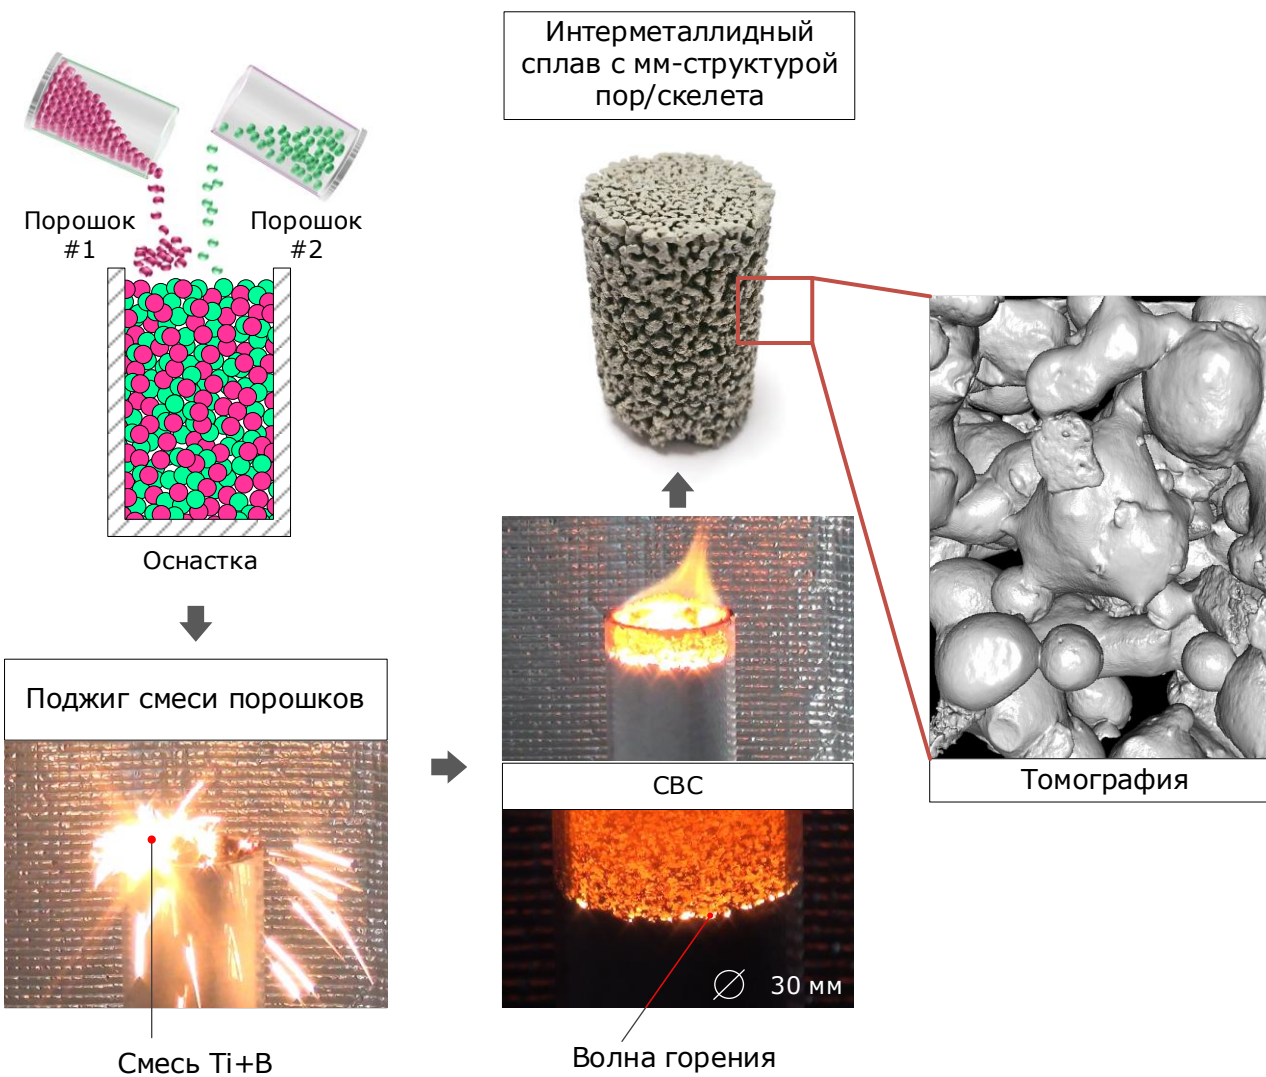 Порошок
#1
Порошок
#2
Оснастка
Поджиг смеси порошков
Смесь Ti+B
Интерметаллидный
сплав с мм-структурой
пор/скелета
СВС
30 мм
Волна горения
Томография